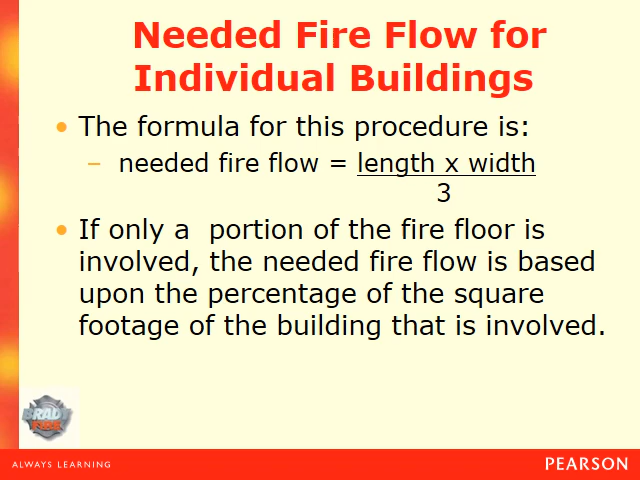 Needed Fire Flow for
Individual Buildings
• The formula for this procedure is:
– needed fire flow = length x width
3
• If only a  portion of the fire floor is
involved, the needed fire flow is based
upon the percentage of the square
footage of the building that is involved.
BRADY
FIRE
ALWAYS LEARNING
PEARSON